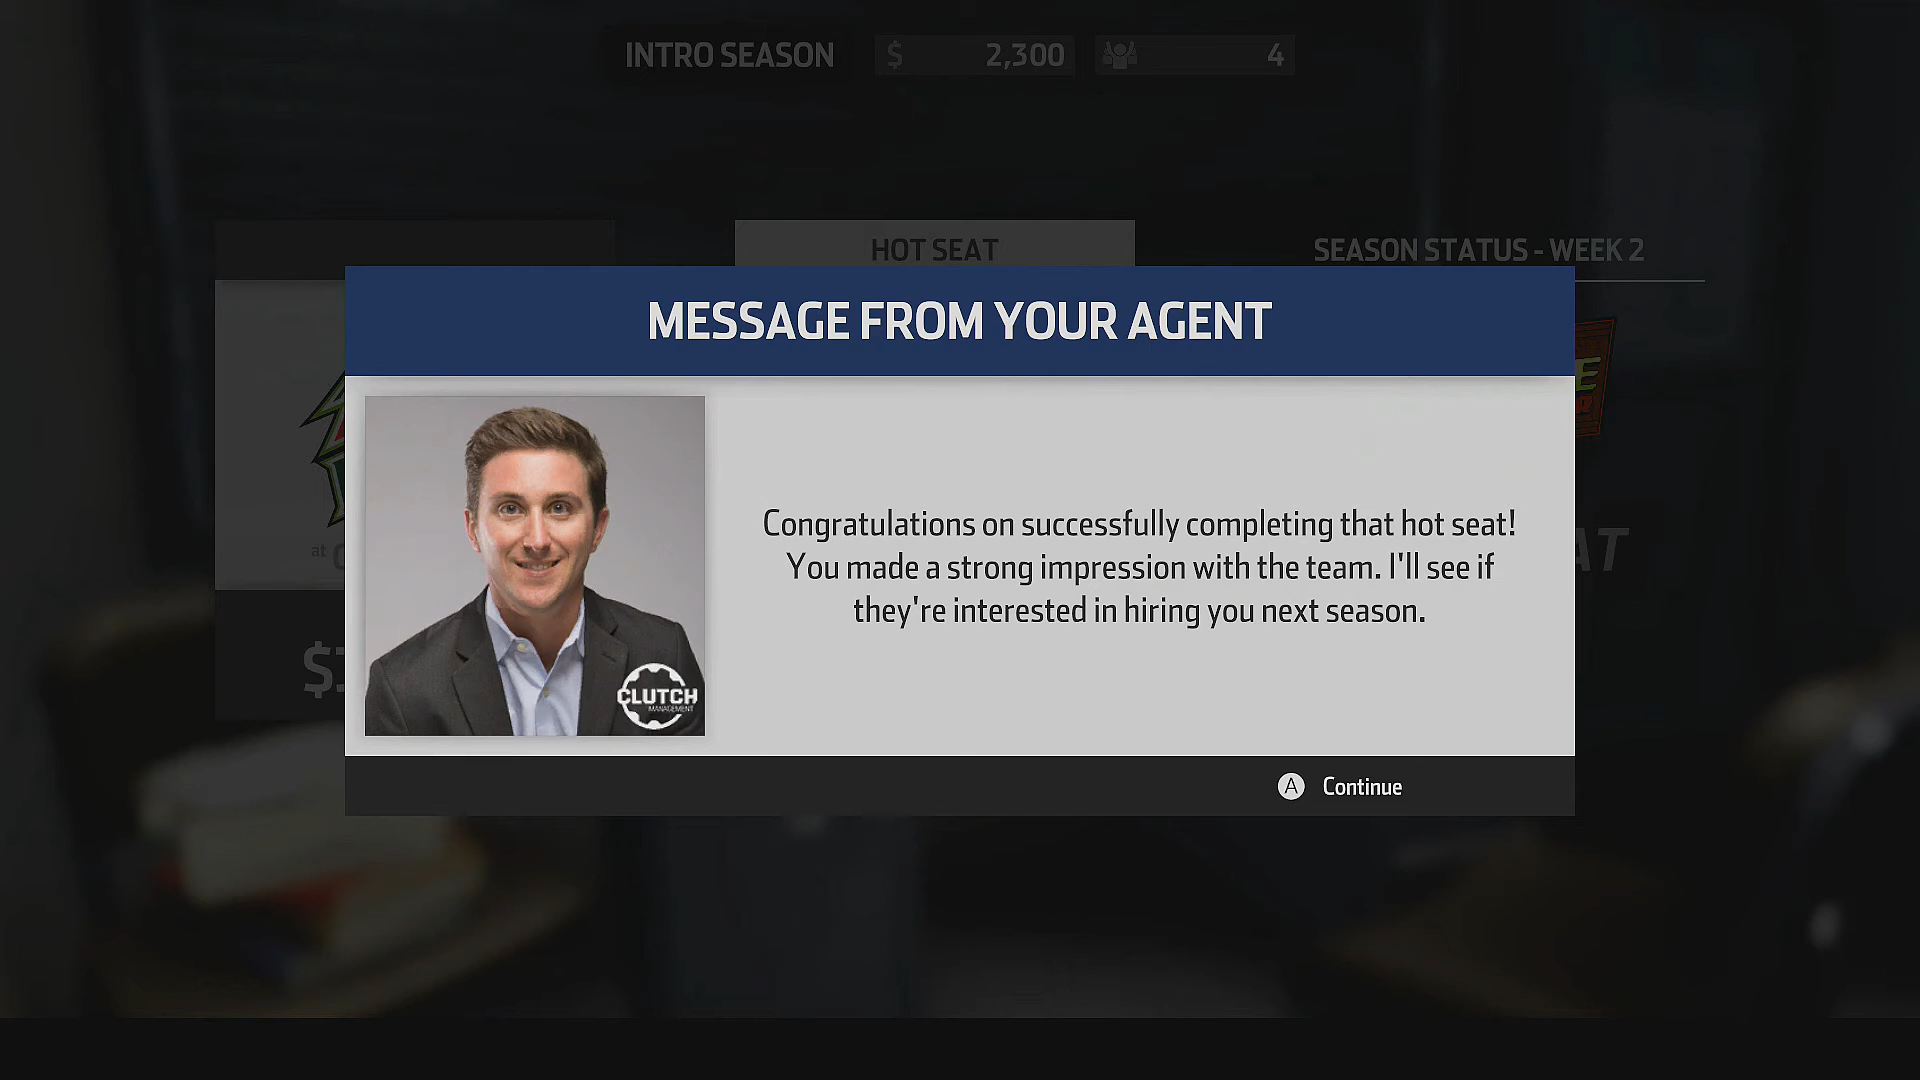 INTRO SEASON $ 2,300 4
HOT SEAT
SEASON STATUS - WEEK 2
MESSAGE FROM YOUR AGENT
at
$
CLUTCH
MANAGEMENT
Congratulations on successfully completing that hot seat!
You made a strong impression with the team. I'll see if
they're interested in hiring you next season.
A Continue